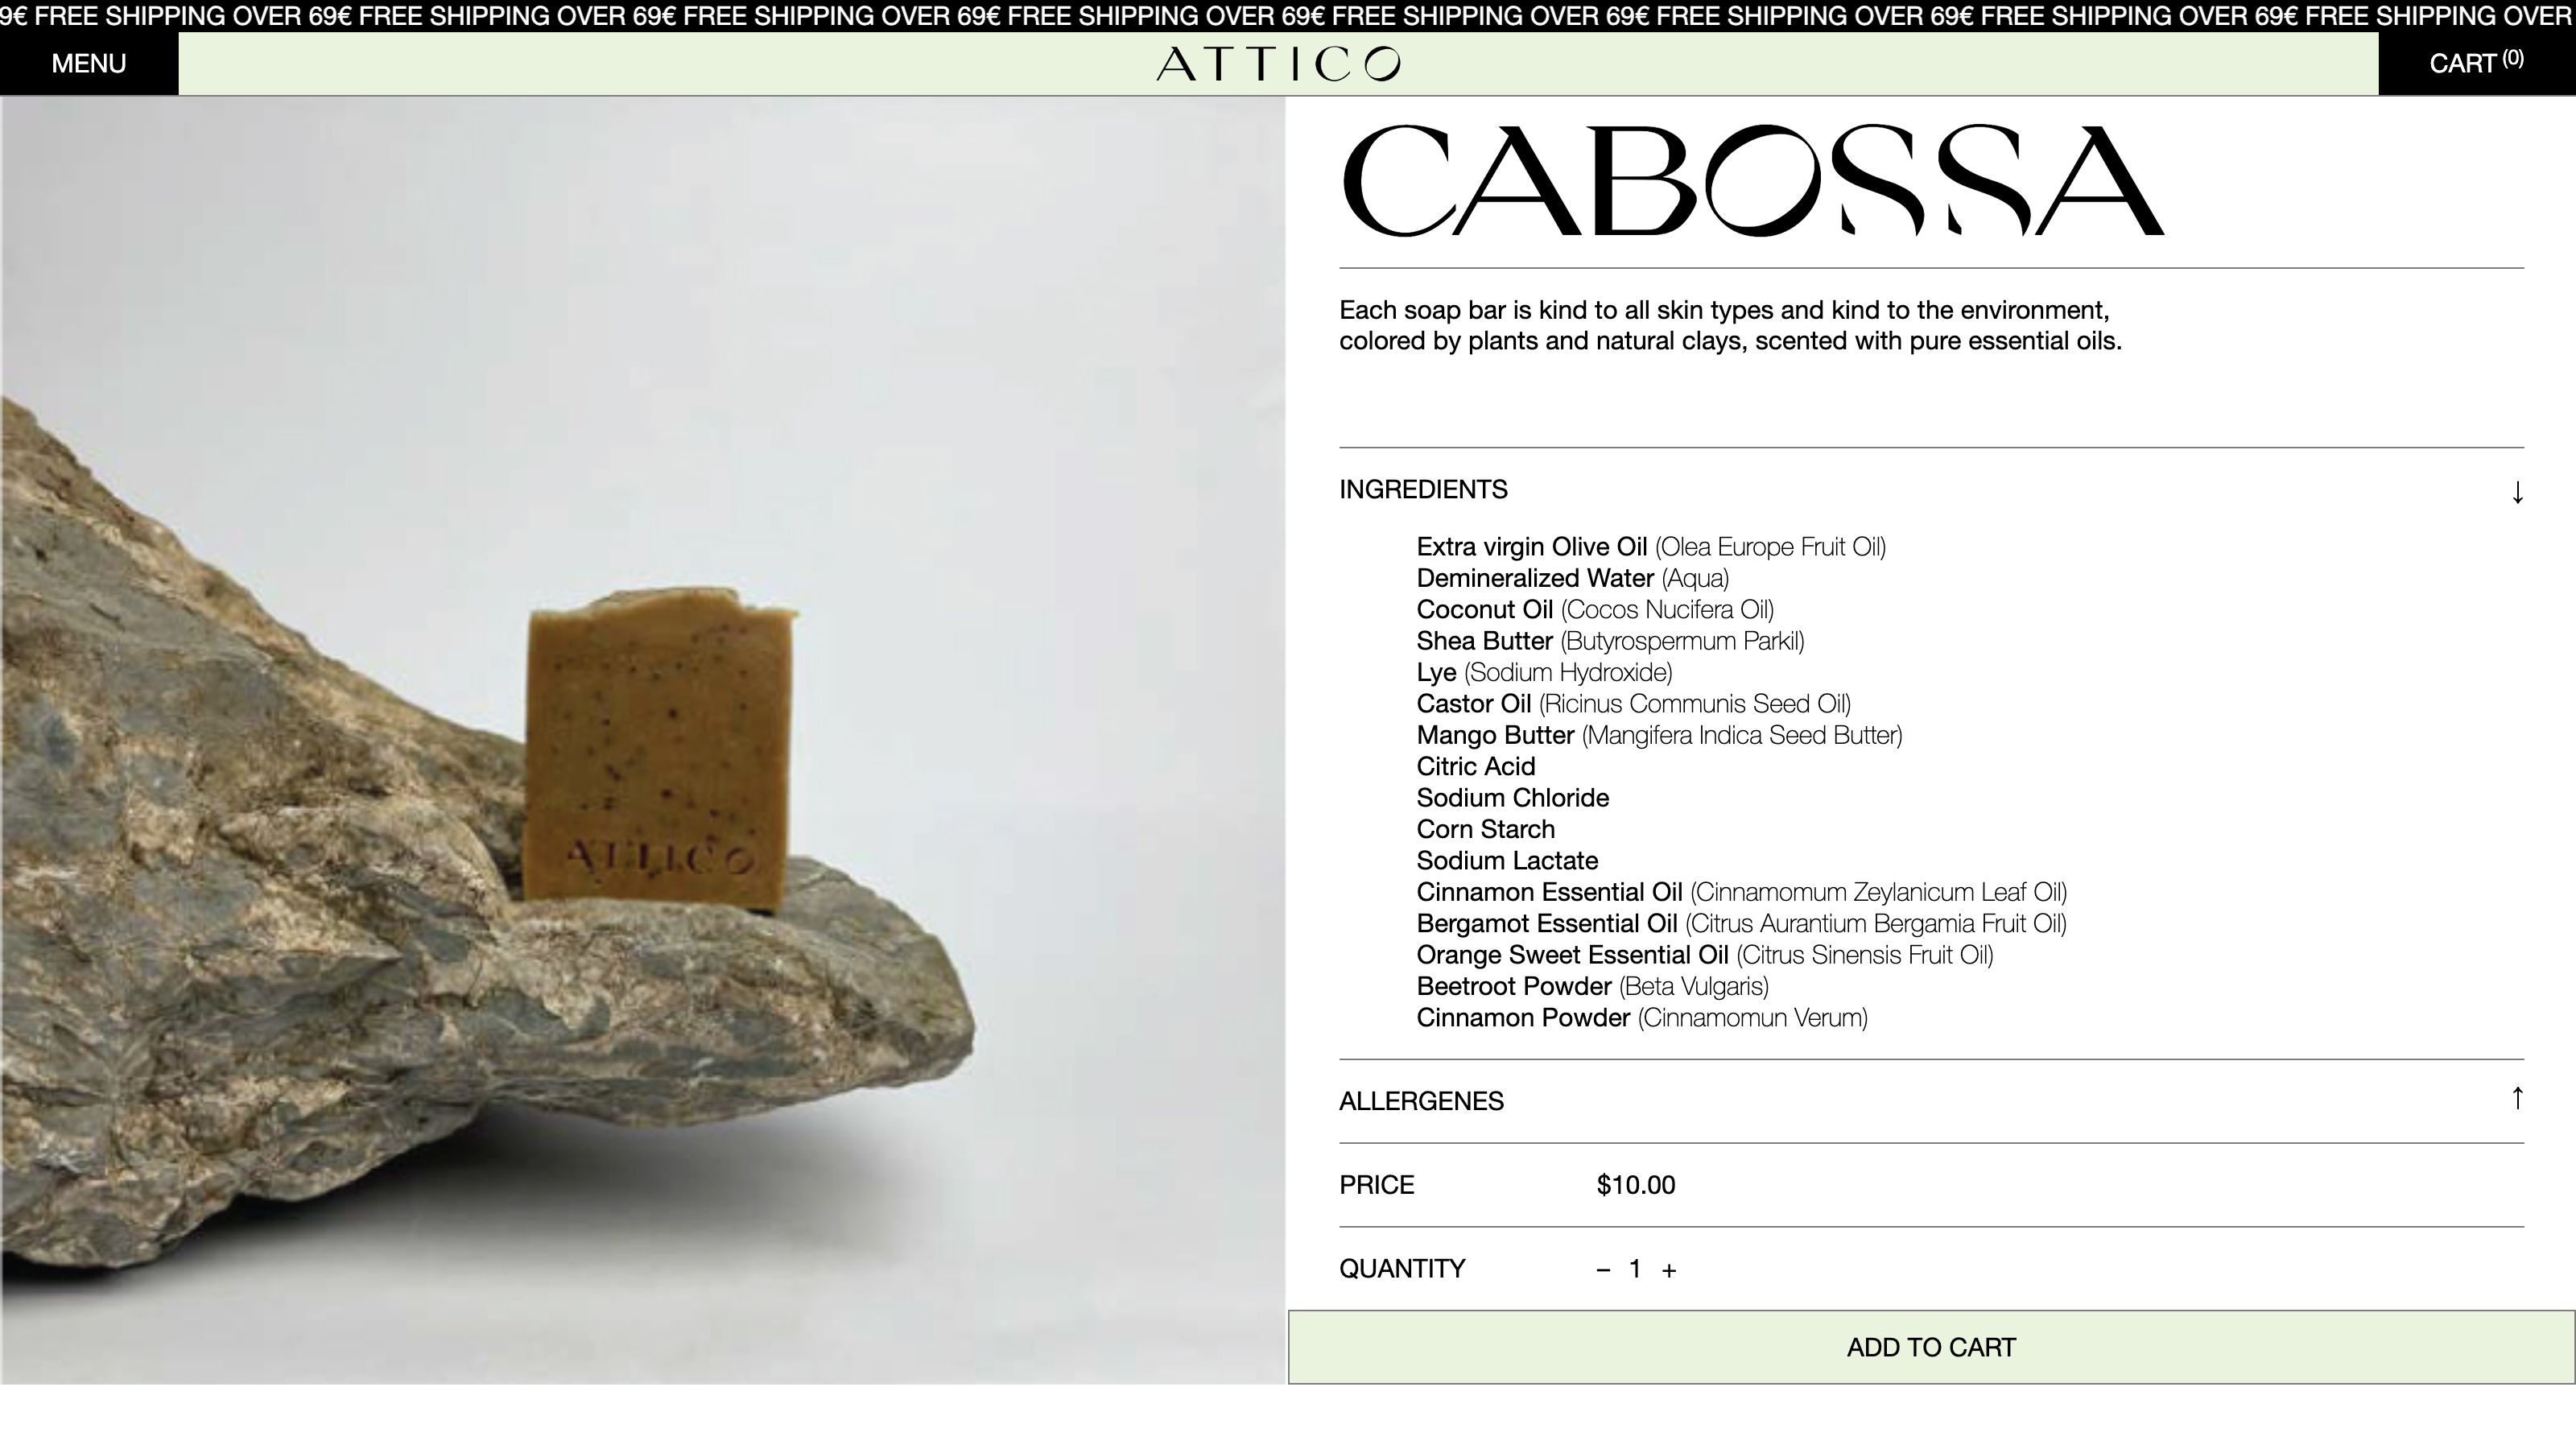 9€ FREE SHIPPING OVER 69€ FREE SHIPPING OVER 69€ FREE SHIPPING OVER 69€ FREE SHIPPING OVER 69€ FREE SHIPPING OVER 69€ FREE SHIPPING OVER 69€ FREE SHIPPING OVER 69€ FREE SHIPPING OVER
MENU
ATTICO
CART (0)
CABOSSA
Each soap bar is kind to all skin types and kind to the environment,
colored by plants and natural clays, scented with pure essential oils.
INGREDIENTS ↓
Extra virgin Olive Oil (Olea Europe Fruit Oil)
Demineralized Water (Aqua)
Coconut Oil (Cocos Nucifera Oil)
Shea Butter (Butyrospermum Parkil)
Lye (Sodium Hydroxide)
Castor Oil (Ricinus Communis Seed Oil)
Mango Butter (Mangifera Indica Seed Butter)
Citric Acid
Sodium Chloride
Corn Starch
Sodium Lactate
Cinnamon Essential Oil (Cinnamomum Zeylanicum Leaf Oil)
Bergamot Essential Oil (Citrus Aurantium Bergamia Fruit Oil)
Orange Sweet Essential Oil (Citrus Sinensis Fruit Oil)
Beetroot Powder (Beta Vulgaris)
Cinnamon Powder (Cinnamomun Verum)
ALLERGENES ↑
PRICE $10.00
QUANTITY – 1 +
ADD TO CART
ATTICO